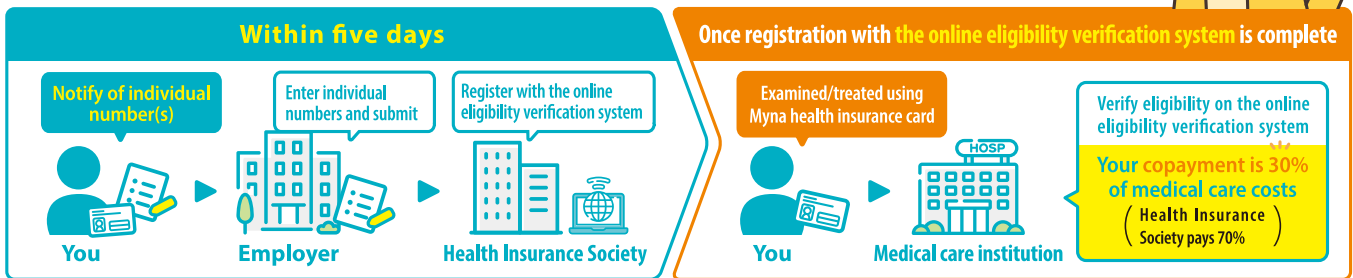 Within five days
Notify of individual
number(s)
Enter individual
numbers and submit
Register with the online
eligibility verification system
You
Employer
Health Insurance Society
Once registration with the online eligibility verification system is complete
Examined/treated using
Myna health insurance card
HOSP
You
Medical care institution
Verify eligibility on the online
eligibility verification system
Your copayment is 30%
of medical care costs
(Health Insurance
Society pays 70%)